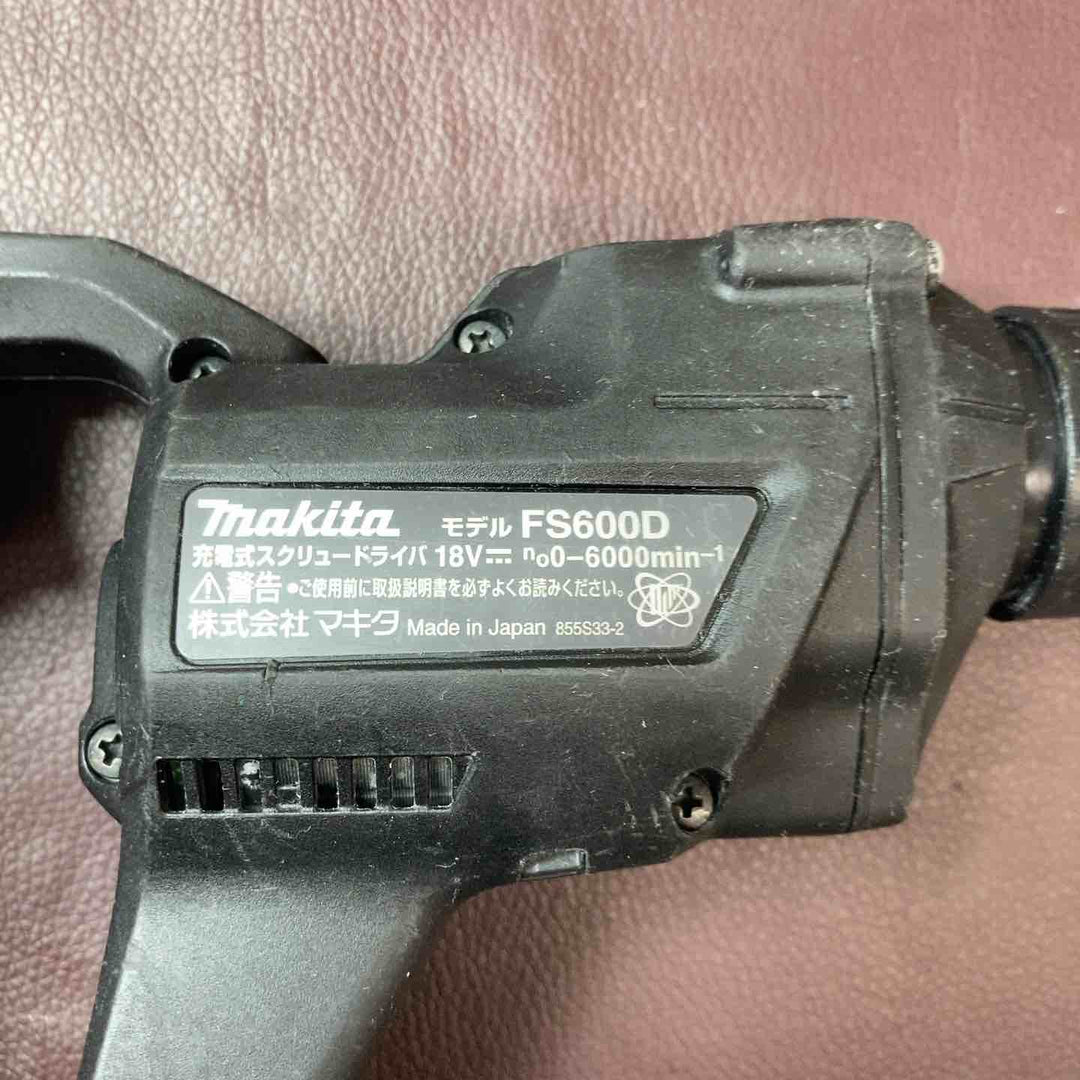 makita モデル FS600D
充電式スクリュードライバ 18V⎓ n₀0-6000min⁻¹
⚠警告 •ご使用前に取扱説明書を必ずよくお読みください。
株式会社 マキタ Made in Japan 855S33-2